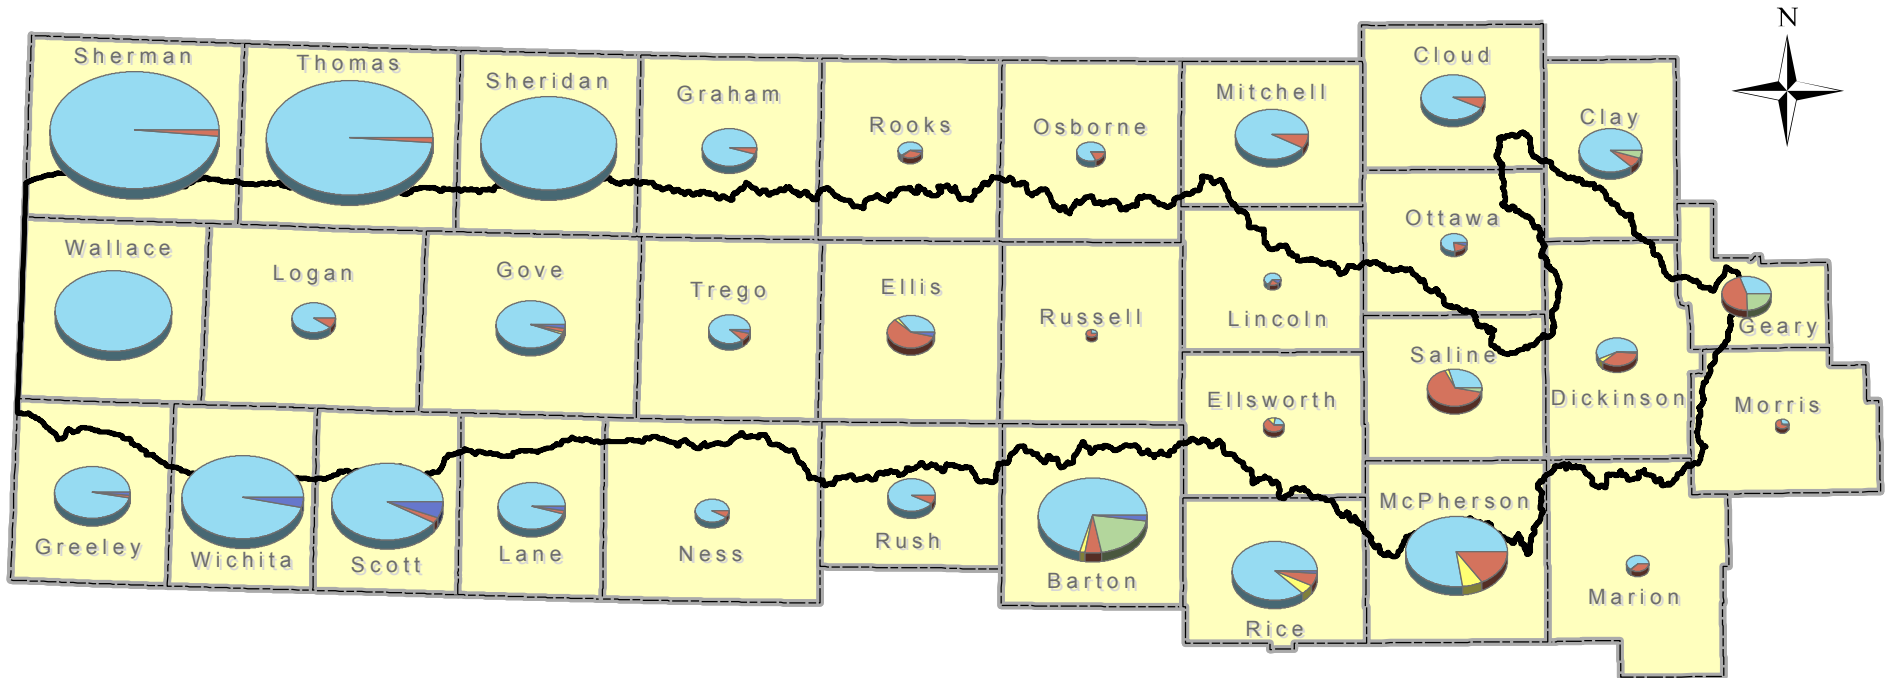 N
Sherman
Thomas
Sheridan
Graham
Rooks
Osborne
Mitchell
Cloud
Clay
Wallace
Logan
Gove
Trego
Ellis
Russell
Lincoln
Ottawa
Saline
Dickinson
Geary
Morris
Ellsworth
Greeley
Wichita
Scott
Lane
Ness
Rush
Barton
Rice
McPherson
Marion